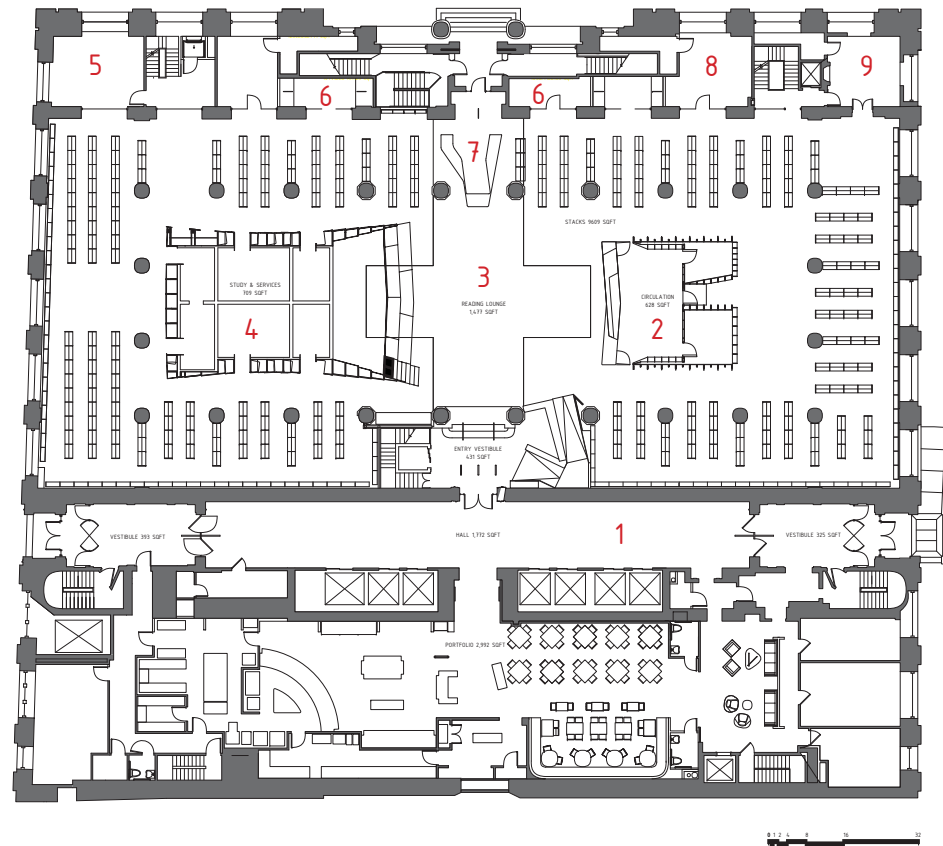 5
6
6
8
9
7
STACKS 9609 SQFT
3
STUDY & SERVICES
709 SQFT
READING LOUNGE
1,477 SQFT
CIRCULATION
628 SQFT
4
2
ENTRY VESTIBULE
431 SQFT
VESTIBULE 393 SQFT
HALL 1,772 SQFT
1
VESTIBULE 325 SQFT
PORTFOLIO 2,992 SQFT
0 1 2 4 8 16 32